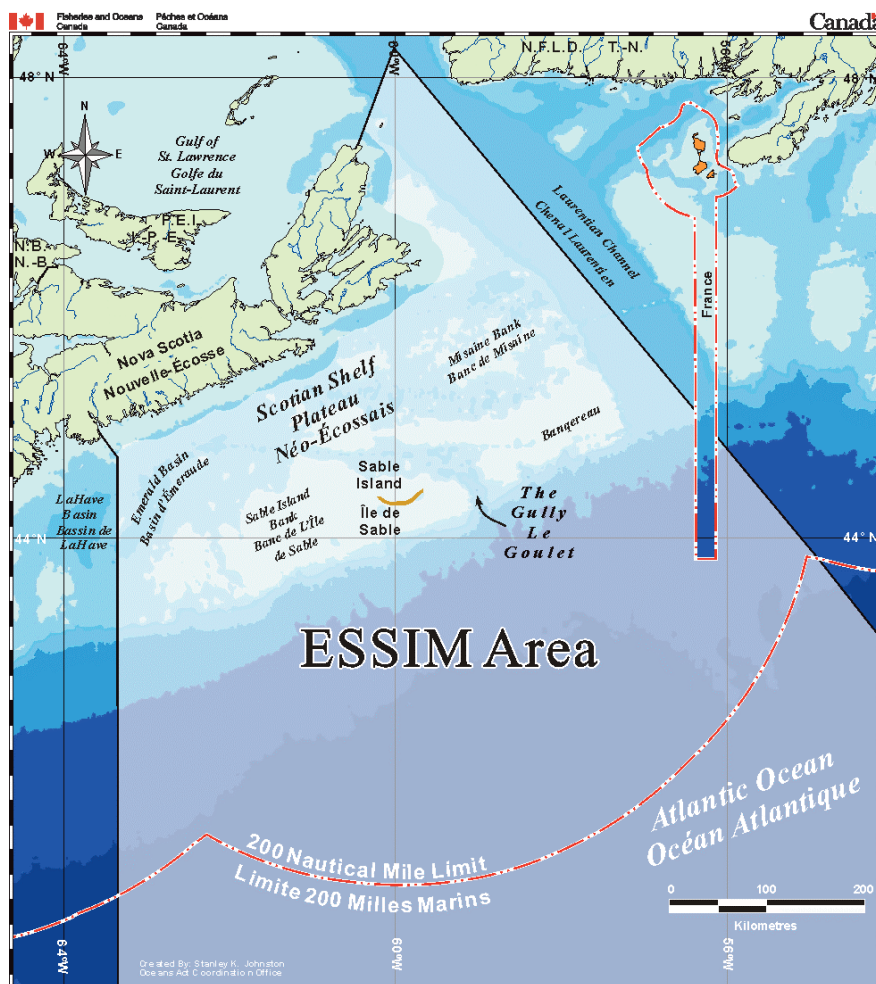 Fisheries and Oceans
Canada
Pêches et Océans
Canada
Canada
64°W
60°W
56°W
N.F.L.D.
T.-N.
48° N
48° N
N
W
E
S
Gulf of
St. Lawrence
Golfe du
Saint-Laurent
P.E.I.
I.-P.-E.
N.B.
N.-B.
Laurentian Channel
Chenal Laurentien
France
Nova Scotia
Nouvelle-Écosse
Misaine Bank
Banc de Misaine
Scotian Shelf
Plateau
Néo-Écossais
Banqereau
Emerald Basin
Basin d'Émeraude
Sable
Island
Île de
Sable
LaHave
Basin
Bassin de
LaHave
Sable Island
Bank
Banc de L'Île
de Sable
The
Gully
Le
Goulet
44° N
44° N
ESSIM Area
Atlantic Ocean
Océan Atlantique
200 Nautical Mile Limit
Limite 200 Milles Marins
0 100 200
Kilometres
64°W
60°W
56°W
Created By: Stanley K. Johnston
Oceans Act Coordination Office